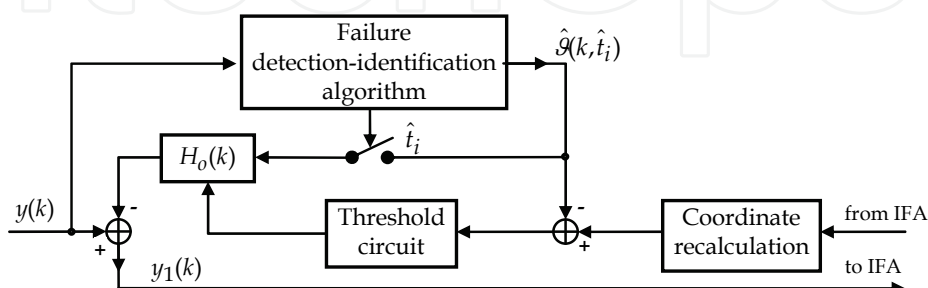 Failure
detection-identification
algorithm
ϑ̂(k,t̂ᵢ)
t̂ᵢ
Hₒ(k)
-
-
y(k)
+
Threshold
circuit
+
Coordinate
recalculation
from IFA
to IFA
y₁(k)